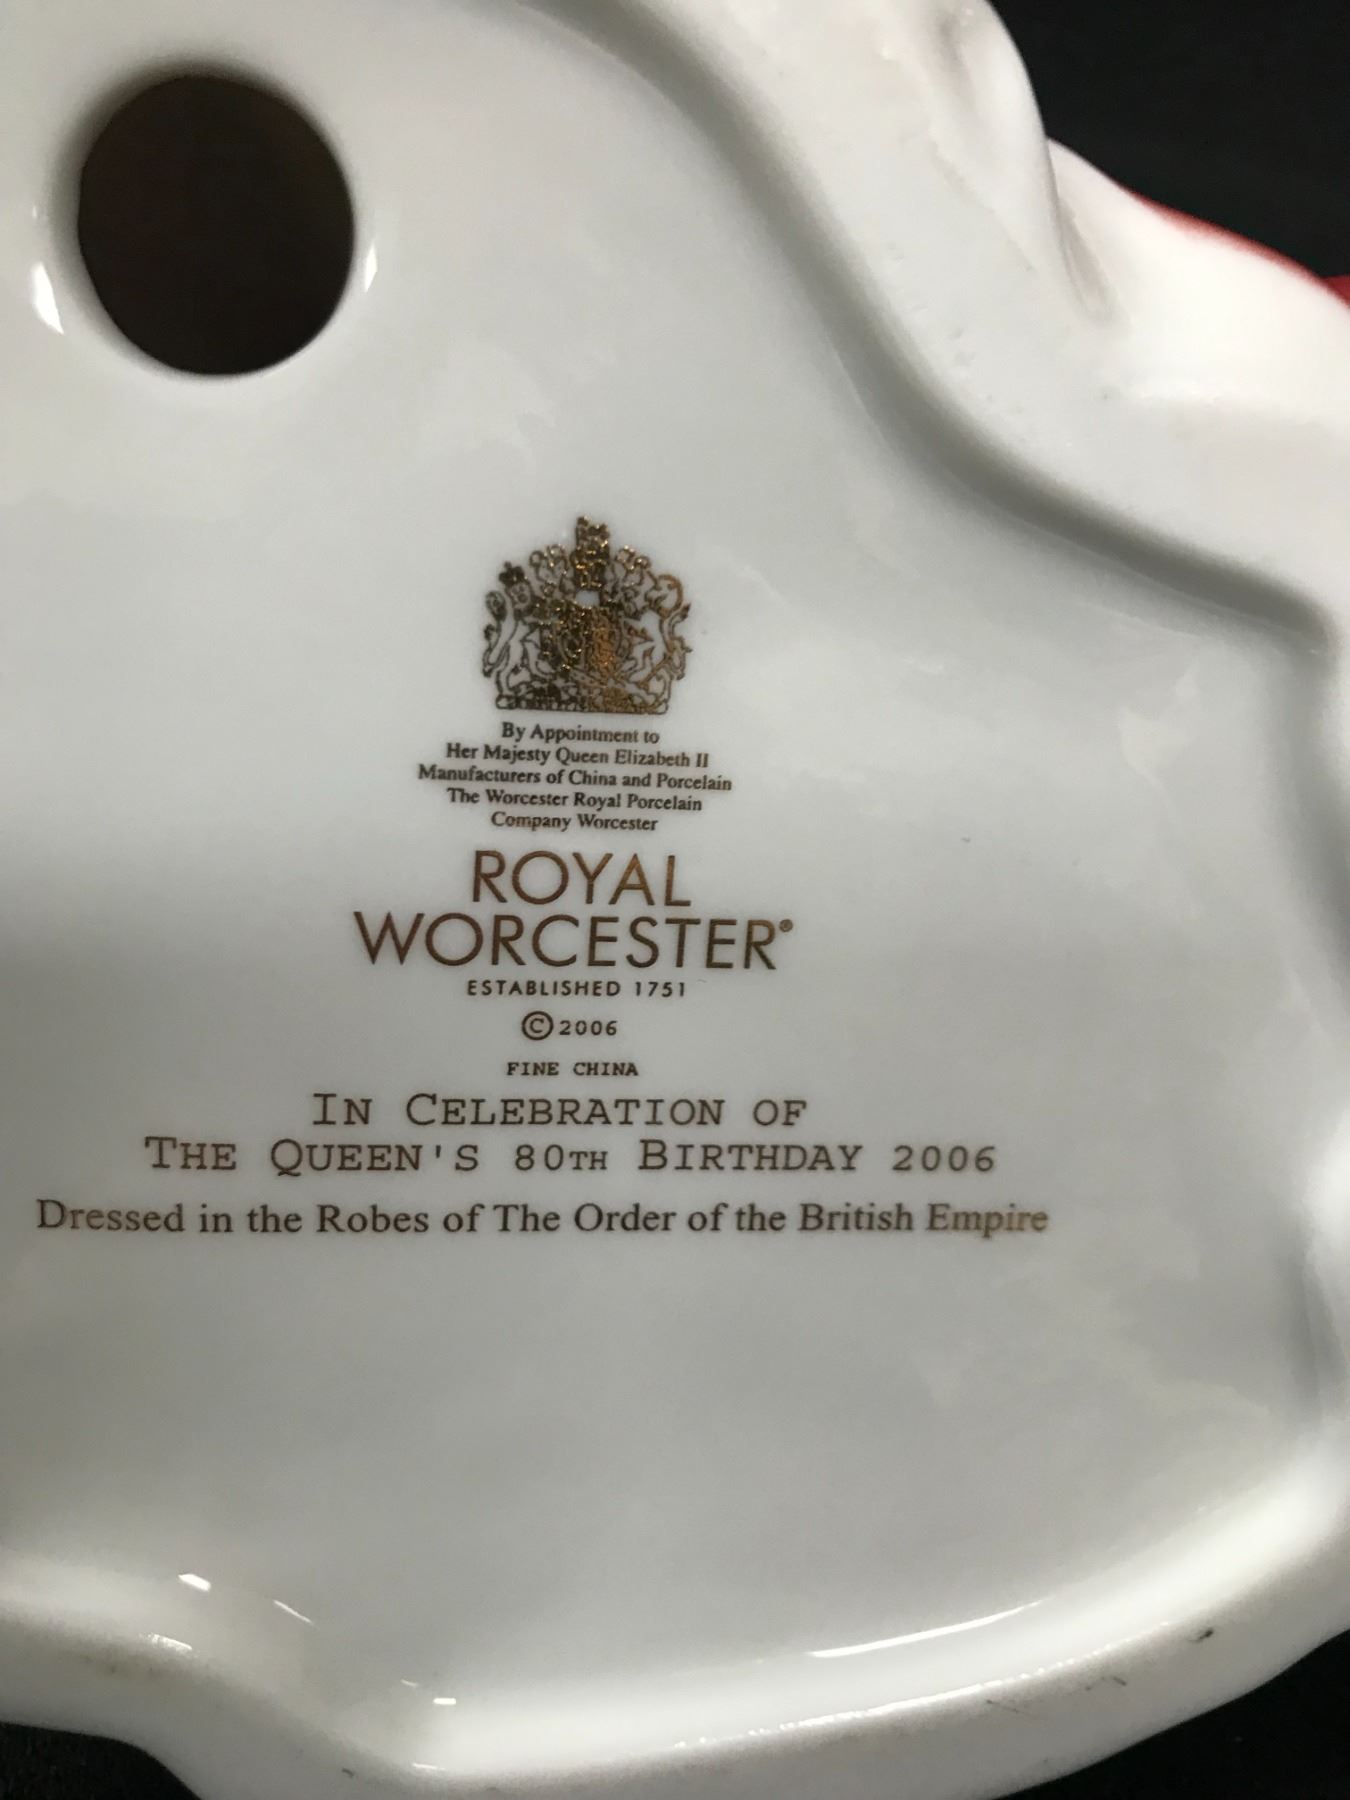 By Appointment to
Her Majesty Queen Elizabeth II
Manufacturers of China and Porcelain
The Worcester Royal Porcelain
Company Worcester
ROYAL
WORCESTER®
ESTABLISHED 1751
©2006
FINE CHINA
IN CELEBRATION OF
THE QUEEN'S 80TH BIRTHDAY 2006
Dressed in the Robes of The Order of the British Empire